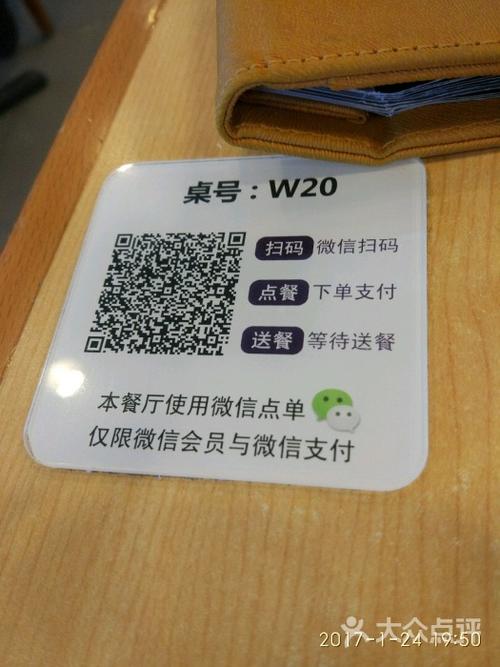 桌号：W20
扫码 微信扫码
点餐 下单支付
送餐 等待送餐
本餐厅使用微信点单
仅限微信会员与微信支付
大众点评
2017-1-24 19:50